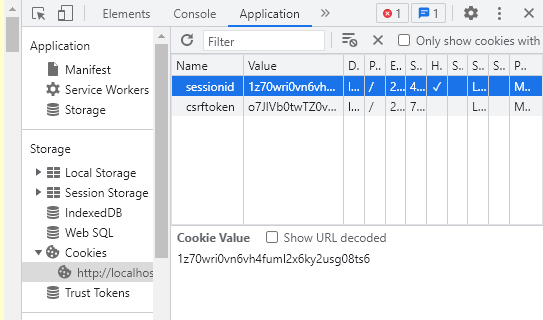 Elements Console Application 1 1
Application
Manifest
Service Workers
Storage
Storage
Local Storage
Session Storage
IndexedDB
Web SQL
Cookies
http://localhos
Trust Tokens
Filter Only show cookies with
Name Value D.. P.. E.. S.. H. S.. S.. S.. P..
sessionid 1z70wri0vn6vh... l... / 2... 4... ✓ L... M...
csrftoken o7JlVb0twTZ0v... l... / 2... 7... L... M...
Cookie Value Show URL decoded
1z70wri0vn6vh4fuml2x6ky2usg08ts6